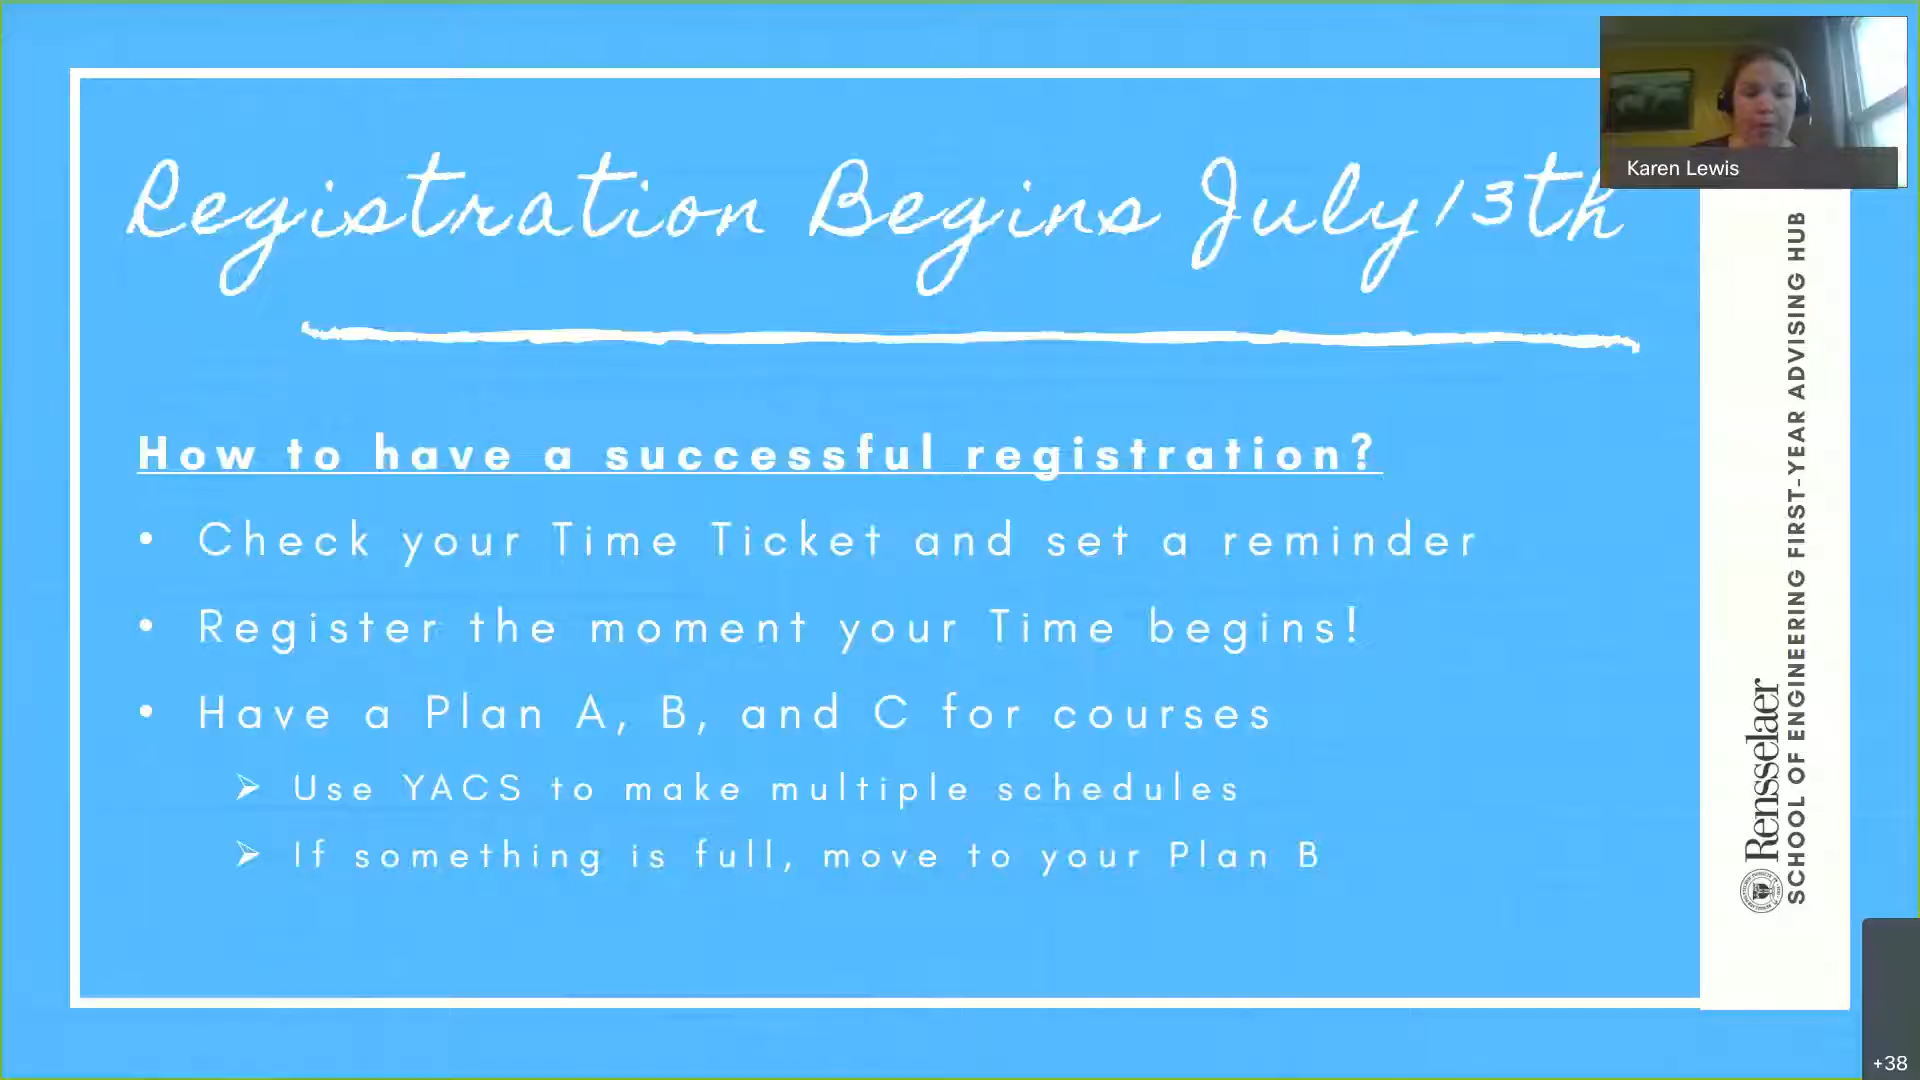 Registration Begins July 13th
Karen Lewis
How to have a successful registration?
• Check your Time Ticket and set a reminder
• Register the moment your Time begins!
• Have a Plan A, B, and C for courses
➢ Use YACS to make multiple schedules
➢ If something is full, move to your Plan B
Rensselaer
SCHOOL OF ENGINEERING FIRST-YEAR ADVISING HUB
+38